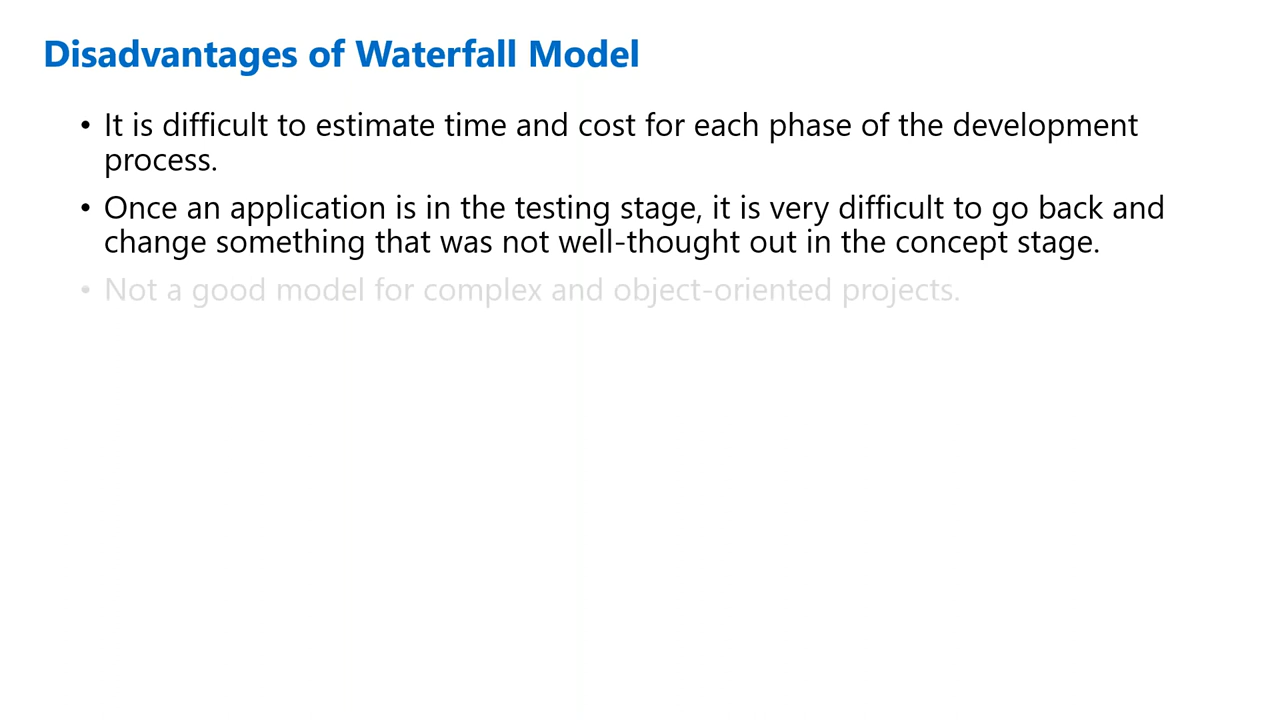 Disadvantages of Waterfall Model
• It is difficult to estimate time and cost for each phase of the development
process.
• Once an application is in the testing stage, it is very difficult to go back and
change something that was not well-thought out in the concept stage.
• Not a good model for complex and object-oriented projects.